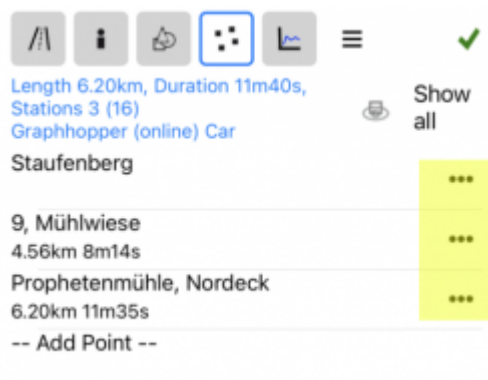 Length 6.20km, Duration 11m40s,
Stations 3 (16)
Graphhopper (online) Car
Show
all
Staufenberg
9, Mühlwiese
4.56km 8m14s
Prophetenmühle, Nordeck
6.20km 11m35s
-- Add Point --